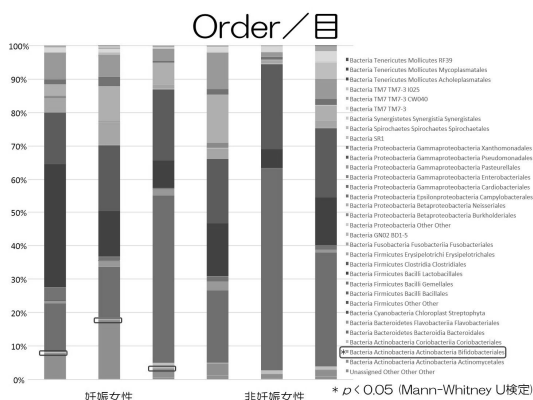 Order／目
100%
90%
80%
70%
60%
50%
40%
30%
20%
10%
0%
Bacteria Tenericutes Mollicutes RF39
Bacteria Tenericutes Mollicutes Mycoplasmatales
Bacteria Tenericutes Mollicutes Acholeplasmatales
Bacteria TM7 TM7-3 I025
Bacteria TM7 TM7-3 CW040
Bacteria TM7 TM7-3
Bacteria Synergistetes Synergistia Synergistales
Bacteria Spirochaetes Spirochaetes Spirochaetales
Bacteria SR1
Bacteria Proteobacteria Gammaproteobacteria Xanthomonadales
Bacteria Proteobacteria Gammaproteobacteria Pseudomonadales
Bacteria Proteobacteria Gammaproteobacteria Pasteurellales
Bacteria Proteobacteria Gammaproteobacteria Enterobacteriales
Bacteria Proteobacteria Gammaproteobacteria Cardiobacteriales
Bacteria Proteobacteria Epsilonproteobacteria Campylobacterales
Bacteria Proteobacteria Betaproteobacteria Neisseriales
Bacteria Proteobacteria Betaproteobacteria Burkholderiales
Bacteria Proteobacteria Other Other
Bacteria GN02 BD1-5
Bacteria Fusobacteria Fusobacteriia Fusobacteriales
Bacteria Firmicutes Erysipelotrichi Erysipelotrichales
Bacteria Firmicutes Clostridia Clostridiales
Bacteria Firmicutes Bacilli Lactobacillales
Bacteria Firmicutes Bacilli Gemellales
Bacteria Firmicutes Bacilli Bacillales
Bacteria Firmicutes Other Other
Bacteria Cyanobacteria Chloroplast Streptophyta
Bacteria Bacteroidetes Flavobacteriia Flavobacteriales
Bacteria Bacteroidetes Bacteroidia Bacteroidales
Bacteria Actinobacteria Coriobacteriia Coriobacteriales
*Bacteria Actinobacteria Actinobacteria Bifidobacteriales
Bacteria Actinobacteria Actinobacteria Actinomycetales
Unassigned Other Other Other
妊娠女性
非妊娠女性
* p＜0.05 (Mann-Whitney U検定)